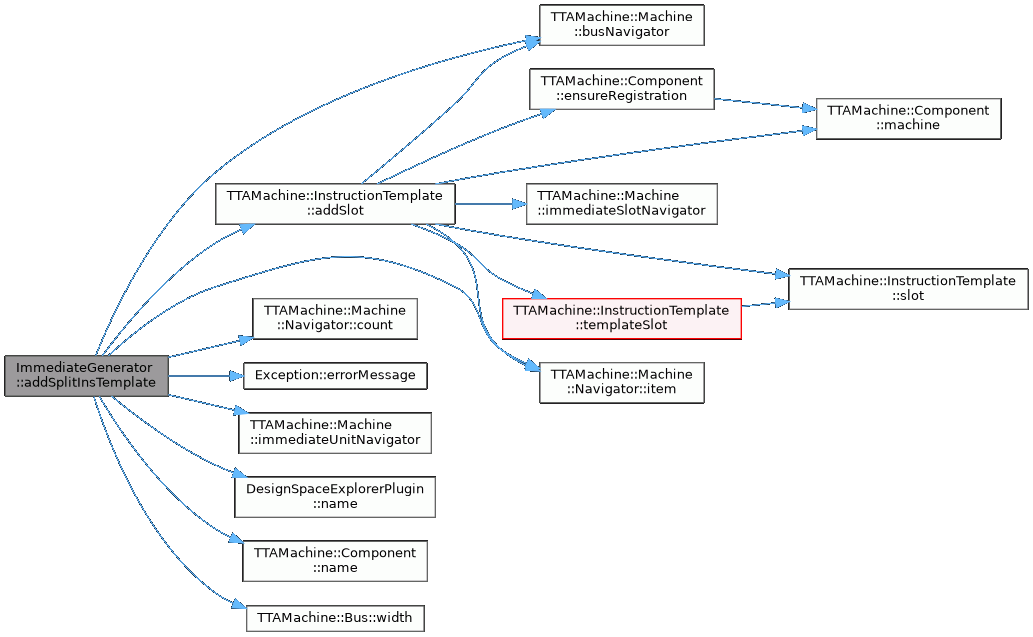 TTAMachine::Machine
::busNavigator
TTAMachine::Component
::ensureRegistration
TTAMachine::Component
::machine
TTAMachine::InstructionTemplate
::addSlot
TTAMachine::Machine
::immediateSlotNavigator
TTAMachine::InstructionTemplate
::slot
TTAMachine::Machine
::Navigator::count
TTAMachine::InstructionTemplate
::templateSlot
ImmediateGenerator
::addSplitInsTemplate
Exception::errorMessage
TTAMachine::Machine
::Navigator::item
TTAMachine::Machine
::immediateUnitNavigator
DesignSpaceExplorerPlugin
::name
TTAMachine::Component
::name
TTAMachine::Bus::width